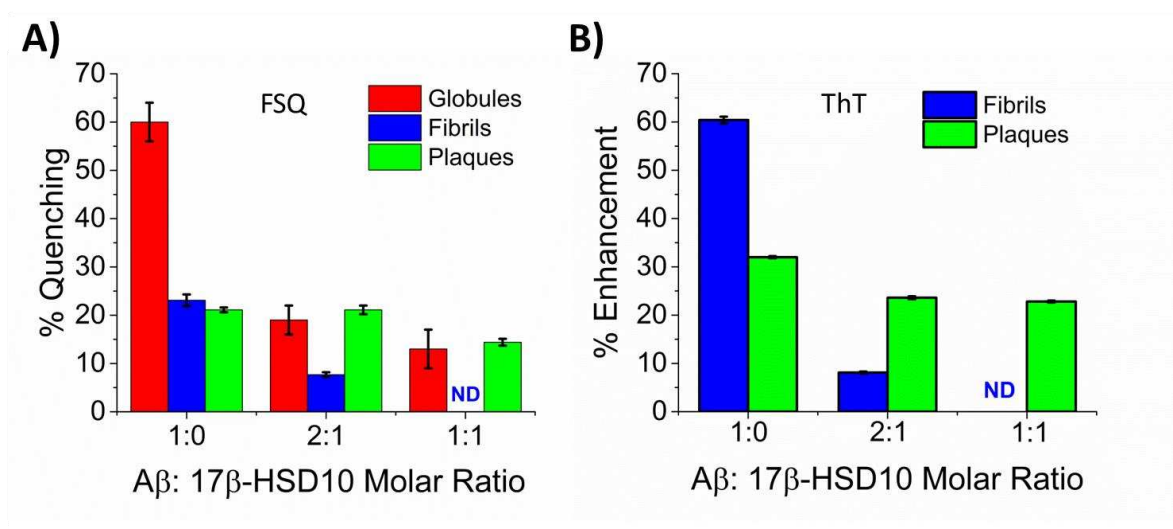 A)
70
60
50
40
30
20
10
0
% Quenching
FSQ
Globules
Fibrils
Plaques
ND
1:0 2:1 1:1
Aβ: 17β-HSD10 Molar Ratio
B)
70
60
50
40
30
20
10
0
% Enhancement
ThT
Fibrils
Plaques
ND
1:0 2:1 1:1
Aβ: 17β-HSD10 Molar Ratio